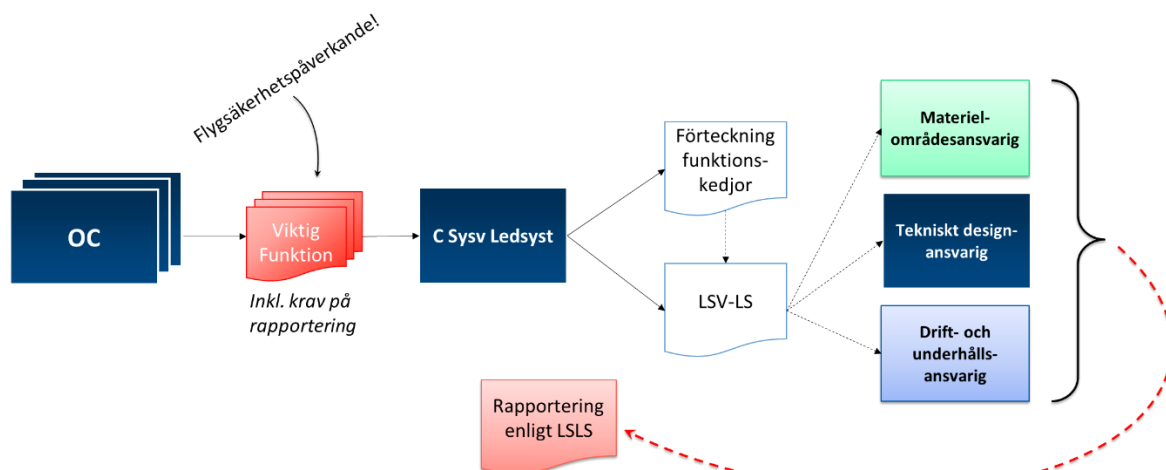 Flygsäkerhetspåverkande!
OC
Viktig
Funktion
Inkl. krav på
rapportering
C Sysv Ledsyst
Förteckning
funktions-
kedjor
LSV-LS
Materiel-
områdesansvarig
Tekniskt design-
ansvarig
Drift- och
underhålls-
ansvarig
Rapportering
enligt LSLS